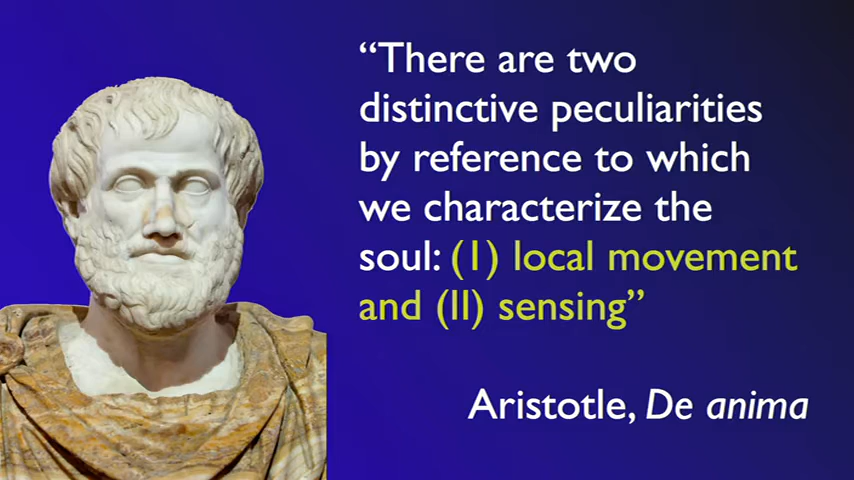 “There are two
distinctive peculiarities
by reference to which
we characterize the
soul: (I) local movement
and (II) sensing”
Aristotle, De anima